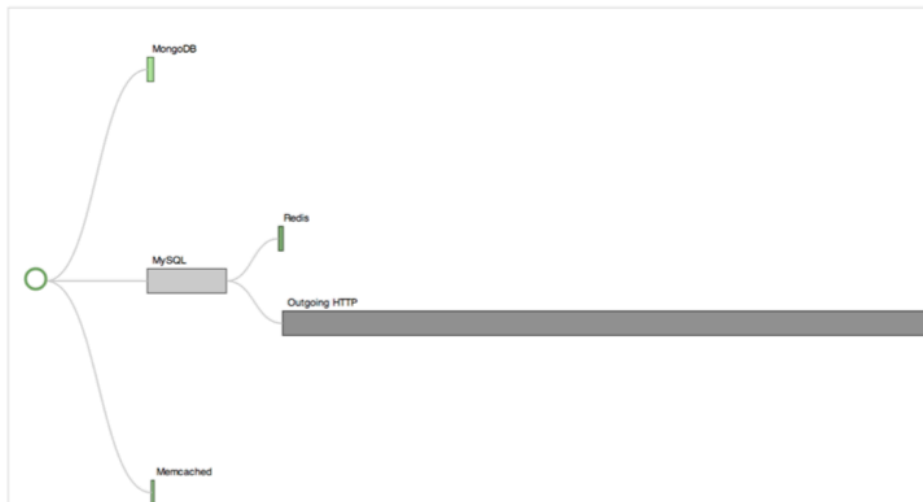 MongoDB
Redis
MySQL
Outgoing HTTP
Memcached